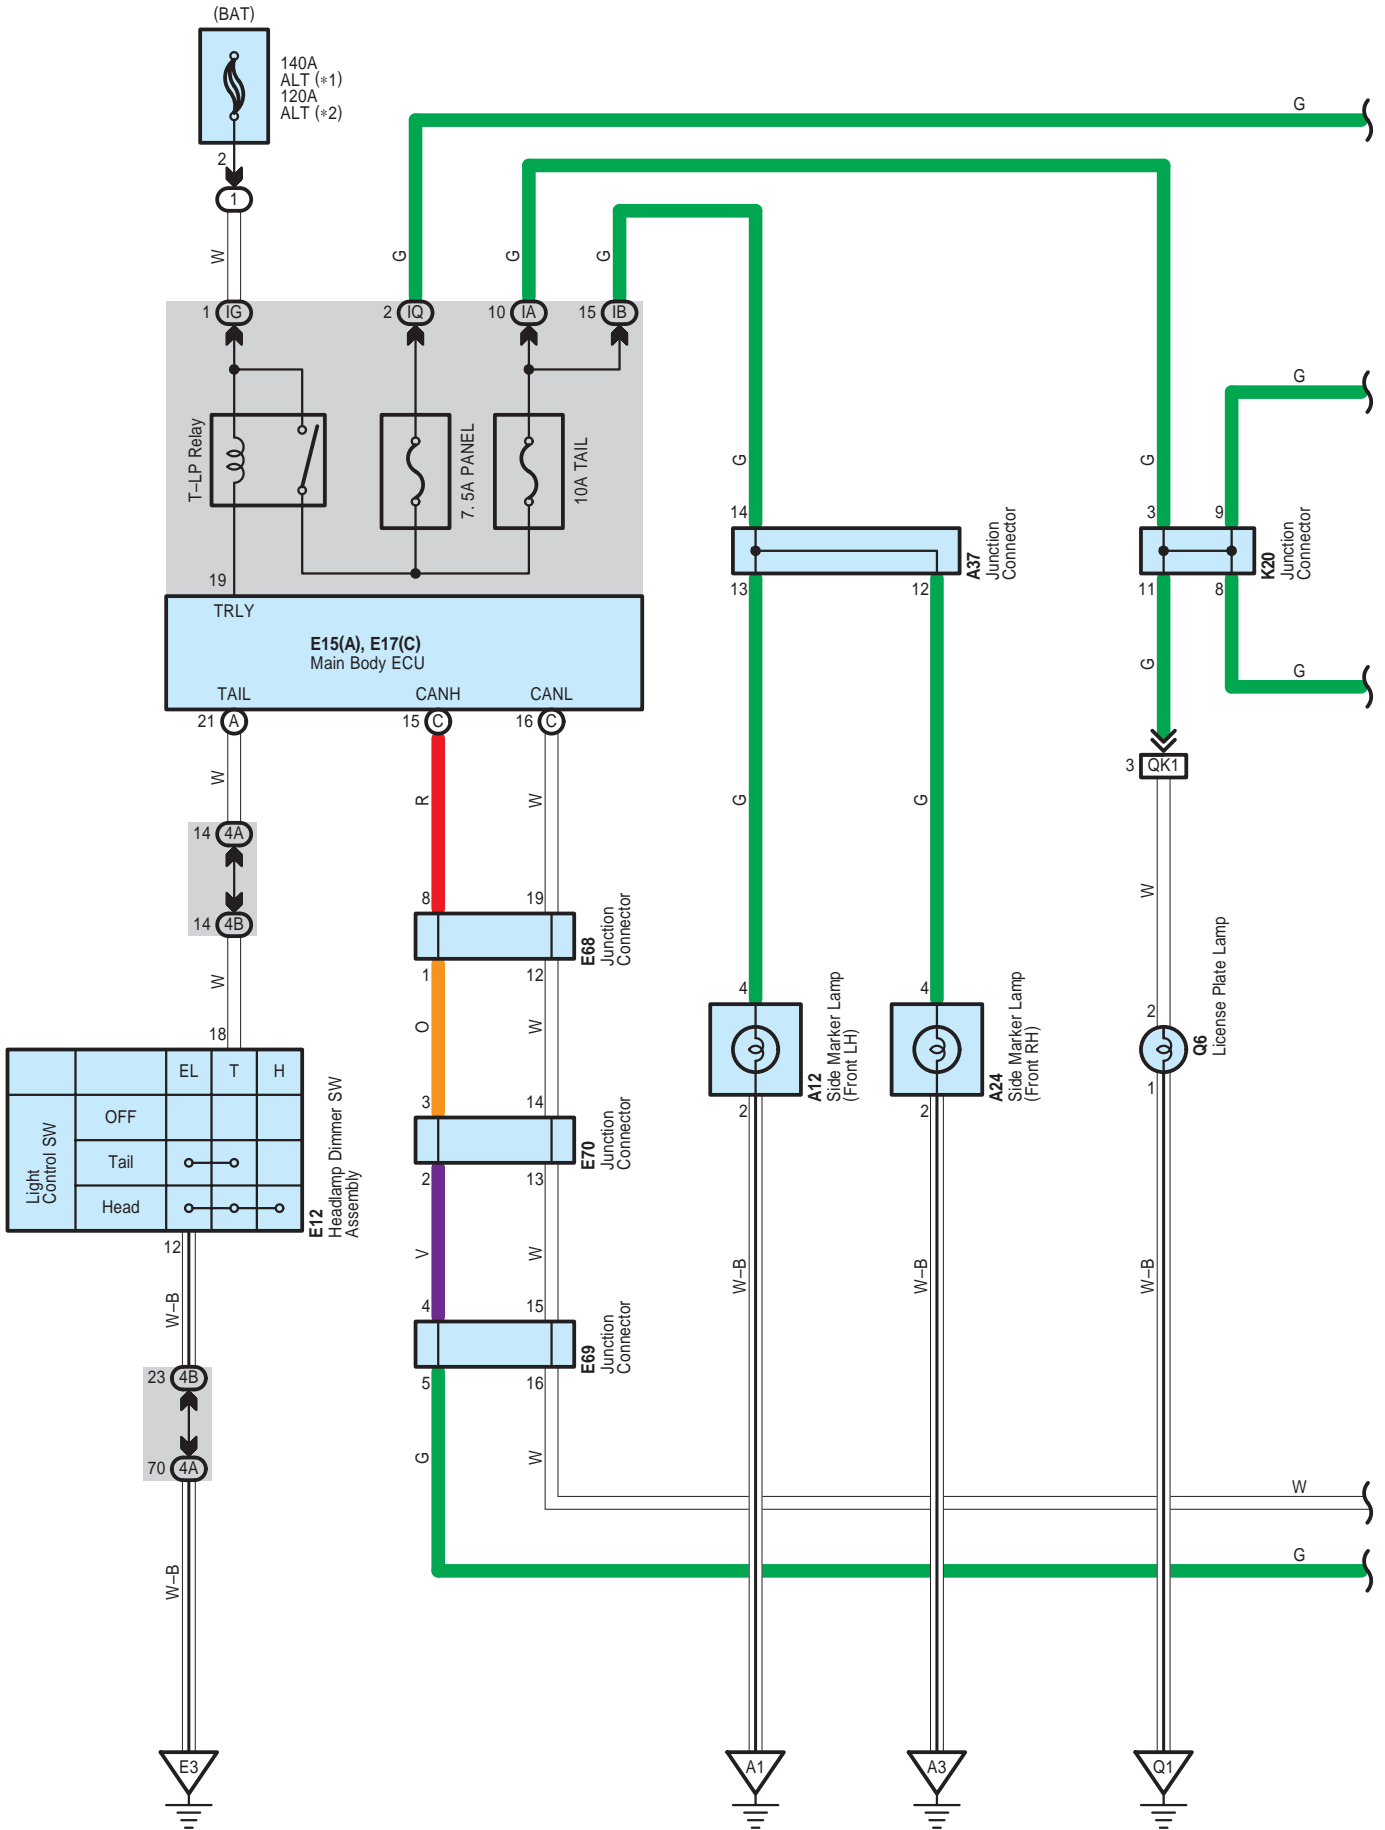 (BAT)
140A
ALT (*1)
120A
ALT (*2)
2
1
W
G
G
G
G
1 IG
2 IQ
10 IA
15 IB
T-LP Relay
7. 5A PANEL
10A TAIL
19
TRLY
E15(A), E17(C)
Main Body ECU
TAIL
CANH
CANL
21 A
15 C
16 C
G
G
G
14
13
12
A37
Junction
Connector
3
9
11
8
K20
Junction
Connector
G
G
3 QK1
W
R
W
14 4A
14 4B
W
18
8
19
1
12
E68
Junction
Connector
G
G
W
O
W
4
2
A12
Side Marker Lamp
(Front LH)
4
2
A24
Side Marker Lamp
(Front RH)
2
1
Q6
License Plate Lamp
EL T H
Light
Control SW
OFF
Tail
Head
E12
Headlamp Dimmer SW
Assembly
3
14
2
13
E70
Junction
Connector
12
W-B
V
W
W-B
W-B
W-B
4
15
5
16
E69
Junction
Connector
23 4B
70 4A
G
W
W
G
W-B
E3
A1
A3
Q1